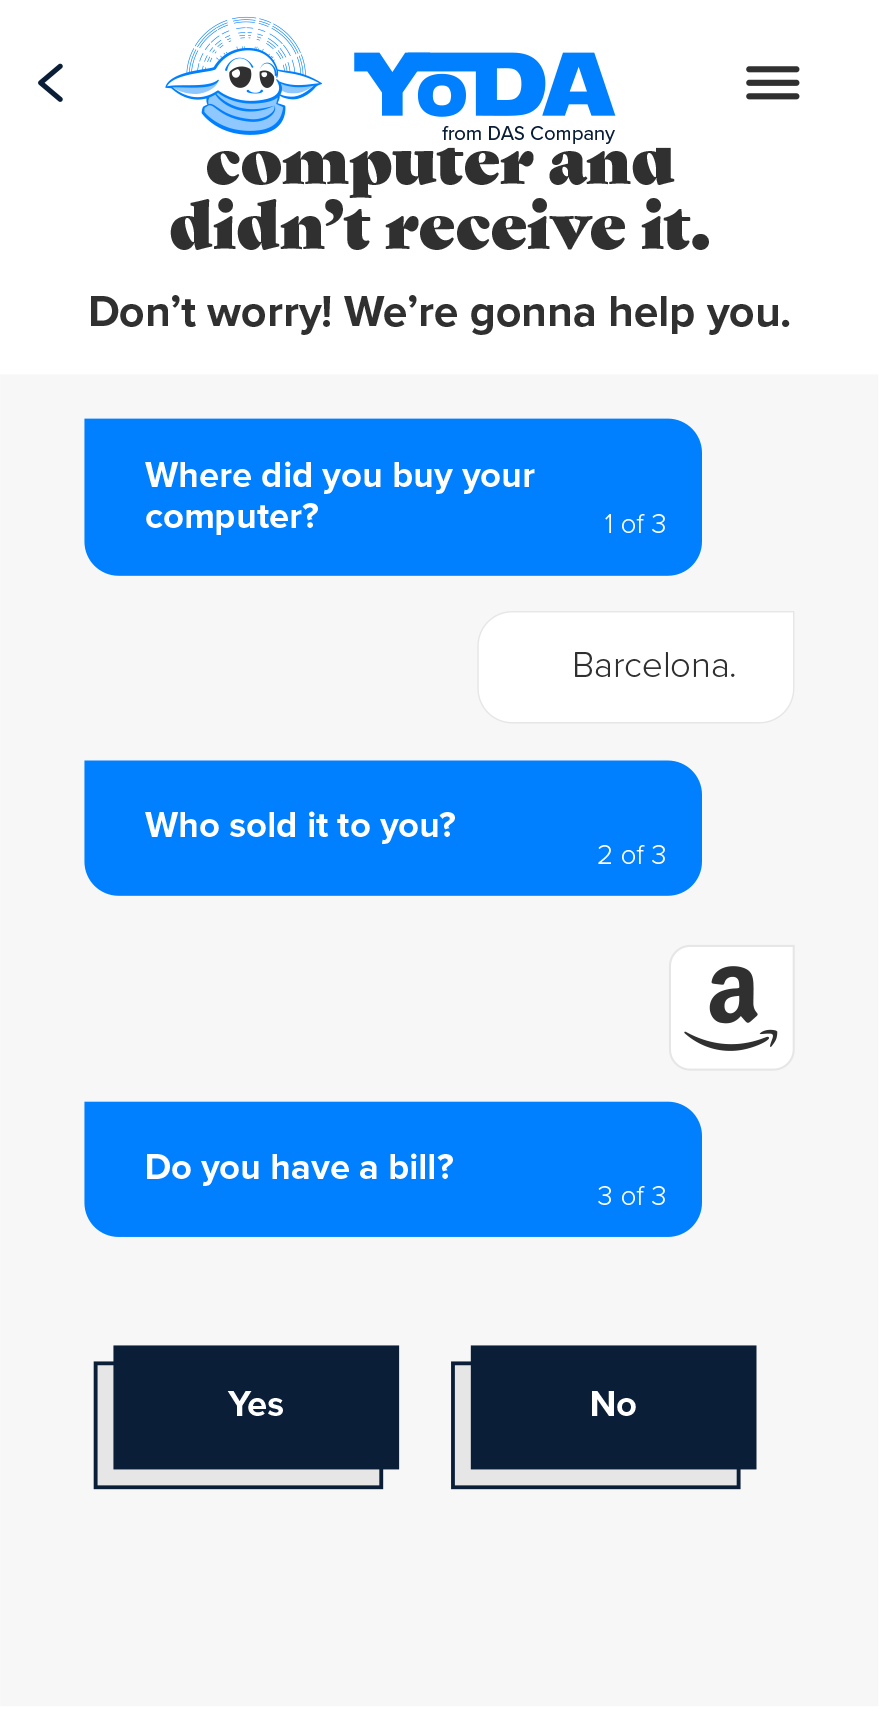 YoDA
from DAS Company
computer and
didn’t receive it.
Don’t worry! We’re gonna help you.
Where did you buy your
computer?
1 of 3
Barcelona.
Who sold it to you?
2 of 3
a
Do you have a bill?
3 of 3
Yes
No